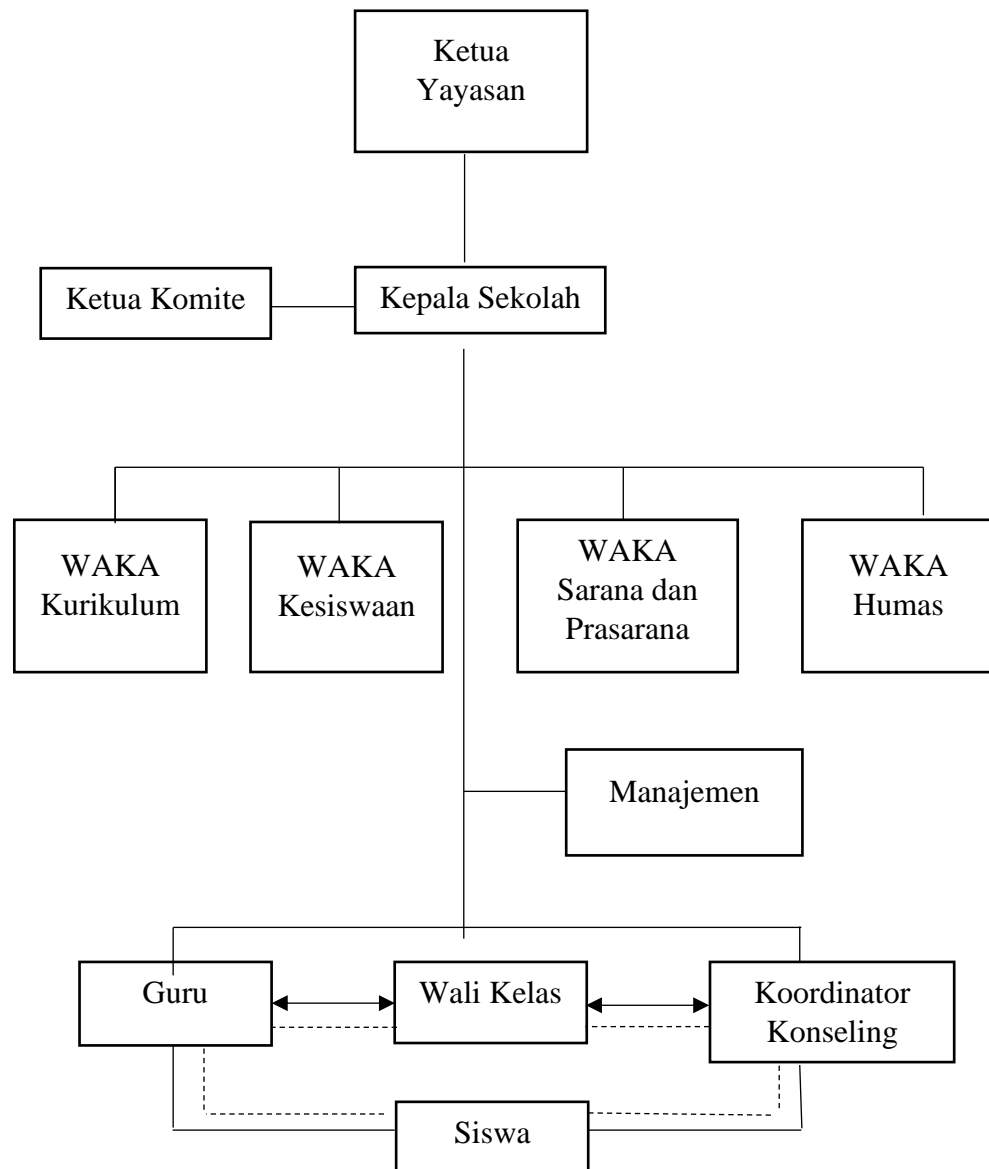 Ketua
Yayasan
Ketua Komite
Kepala Sekolah
WAKA
Kurikulum
WAKA
Kesiswaan
WAKA
Sarana dan
Prasarana
WAKA
Humas
Manajemen
Guru
Wali Kelas
Koordinator
Konseling
Siswa